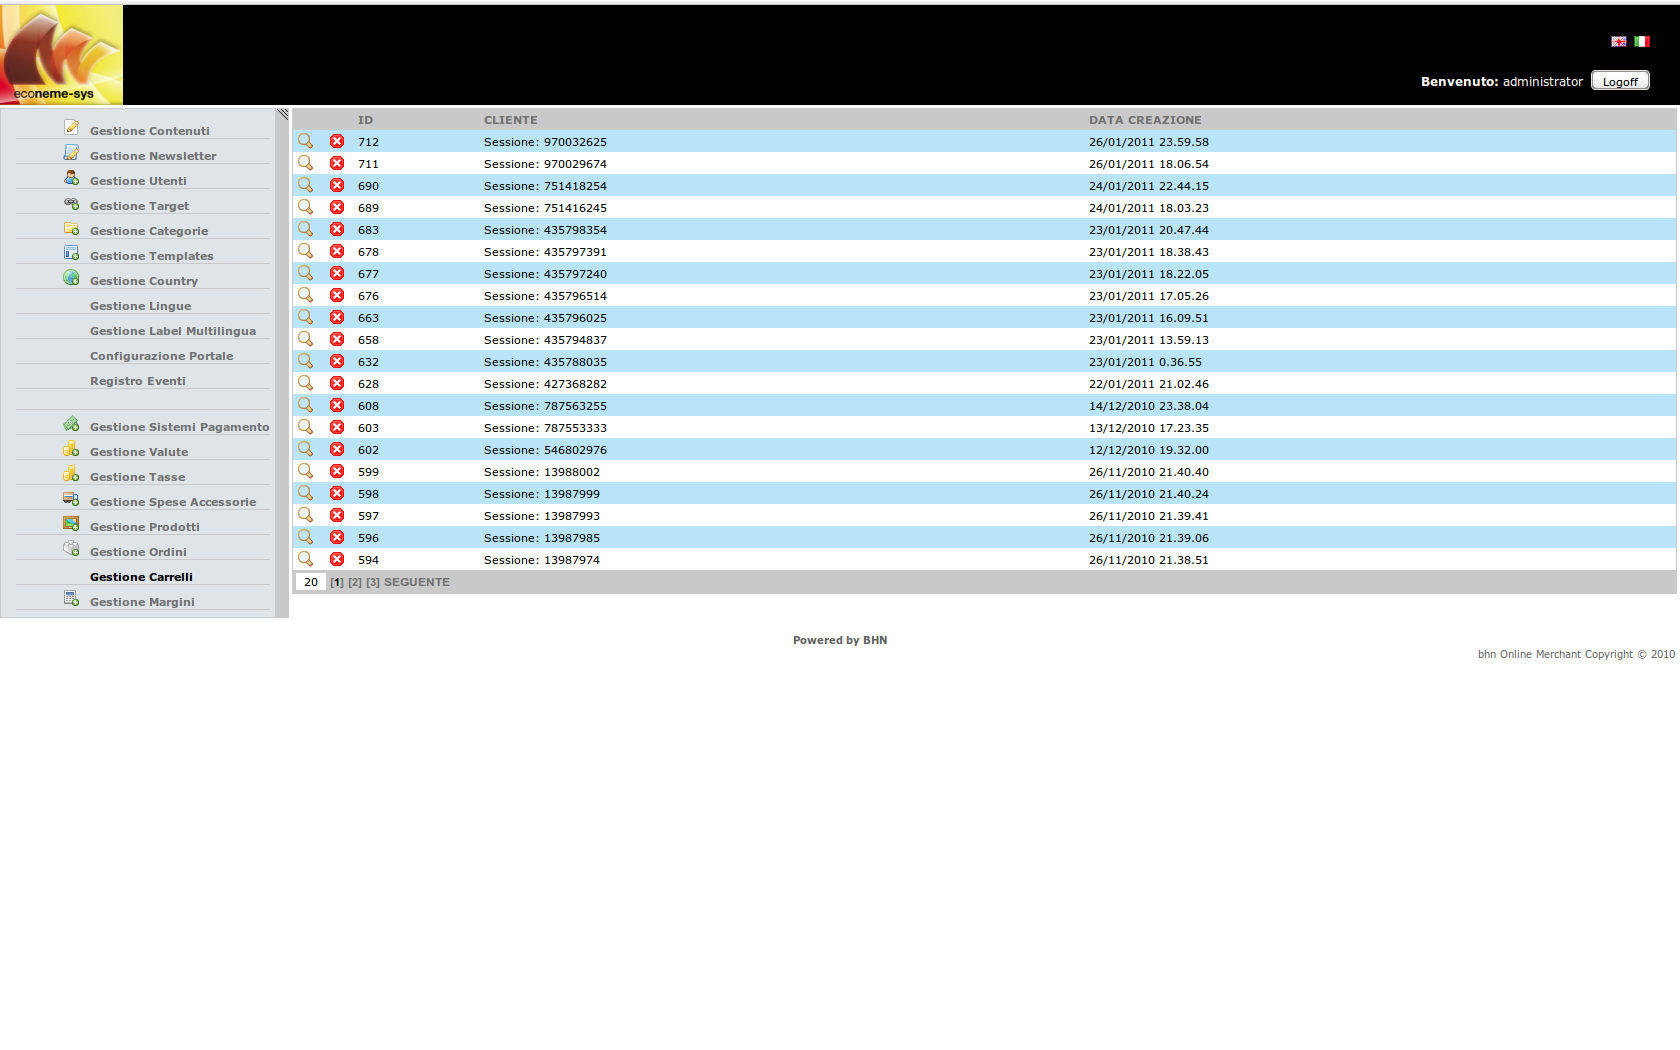 econeme-sys
Benvenuto: administrator Logoff
Gestione Contenuti
Gestione Newsletter
Gestione Utenti
Gestione Target
Gestione Categorie
Gestione Templates
Gestione Country
Gestione Lingue
Gestione Label Multilingua
Configurazione Portale
Registro Eventi
Gestione Sistemi Pagamento
Gestione Valute
Gestione Tasse
Gestione Spese Accessorie
Gestione Prodotti
Gestione Ordini
Gestione Carrelli
Gestione Margini
ID CLIENTE DATA CREAZIONE
712 Sessione: 970032625 26/01/2011 23.59.58
711 Sessione: 970029674 26/01/2011 18.06.54
690 Sessione: 751418254 24/01/2011 22.44.15
689 Sessione: 751416245 24/01/2011 18.03.23
683 Sessione: 435798354 23/01/2011 20.47.44
678 Sessione: 435797391 23/01/2011 18.38.43
677 Sessione: 435797240 23/01/2011 18.22.05
676 Sessione: 435796514 23/01/2011 17.05.26
663 Sessione: 435796025 23/01/2011 16.09.51
658 Sessione: 435794837 23/01/2011 13.59.13
632 Sessione: 435788035 23/01/2011 0.36.55
628 Sessione: 427368282 22/01/2011 21.02.46
608 Sessione: 787563255 14/12/2010 23.38.04
603 Sessione: 787553333 13/12/2010 17.23.35
602 Sessione: 546802976 12/12/2010 19.32.00
599 Sessione: 13988002 26/11/2010 21.40.40
598 Sessione: 13987999 26/11/2010 21.40.24
597 Sessione: 13987993 26/11/2010 21.39.41
596 Sessione: 13987985 26/11/2010 21.39.06
594 Sessione: 13987974 26/11/2010 21.38.51
20 [1] [2] [3] SEGUENTE
Powered by BHN
bhn Online Merchant Copyright © 2010